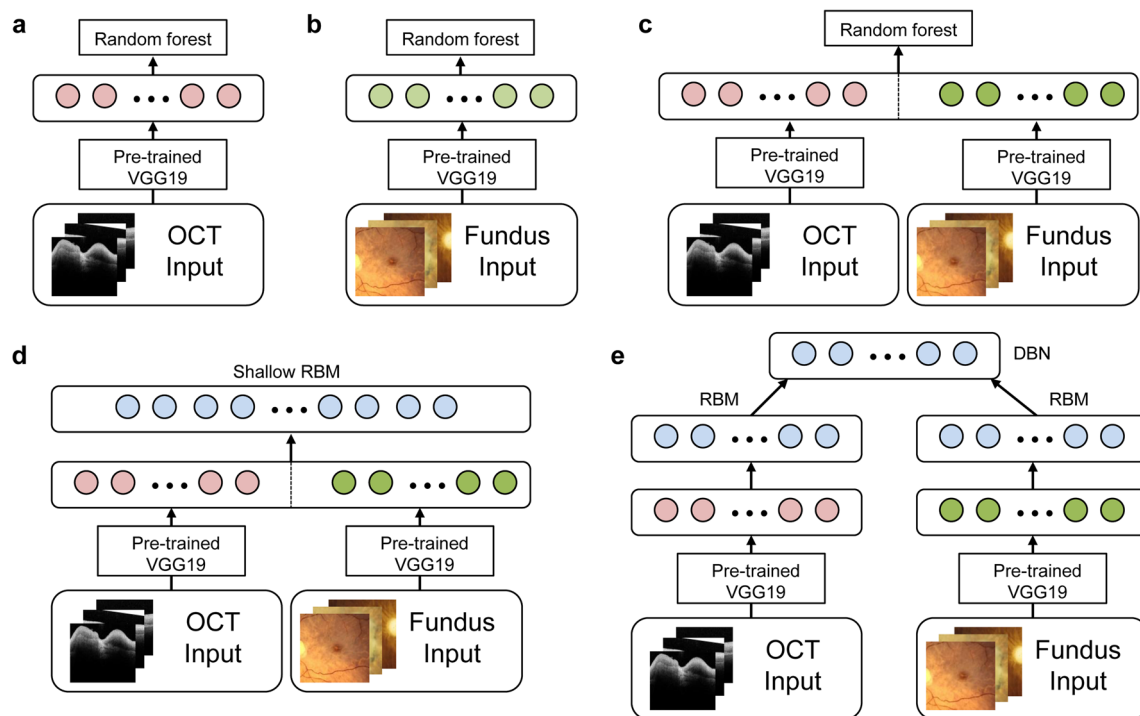 a
Random forest
Pre-trained
VGG19
OCT
Input
b
Random forest
Pre-trained
VGG19
Fundus
Input
c
Random forest
Pre-trained
VGG19
OCT
Input
Pre-trained
VGG19
Fundus
Input
d
Shallow RBM
Pre-trained
VGG19
OCT
Input
Pre-trained
VGG19
Fundus
Input
e
DBN
RBM
RBM
Pre-trained
VGG19
OCT
Input
Pre-trained
VGG19
Fundus
Input